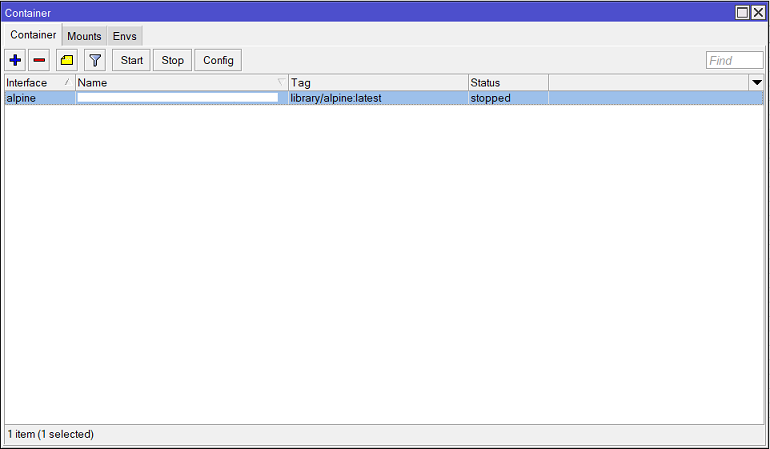 Container
Container Mounts Envs
Start Stop Config Find
Interface Name Tag Status
alpine library/alpine:latest stopped
1 item (1 selected)